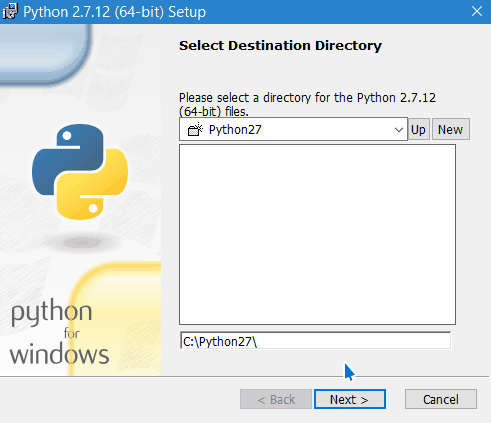 Python 2.7.12 (64-bit) Setup
Select Destination Directory
Please select a directory for the Python 2.7.12
(64-bit) files.
Python27
Up
New
python
for
windows
C:\Python27\
< Back
Next >
Cancel